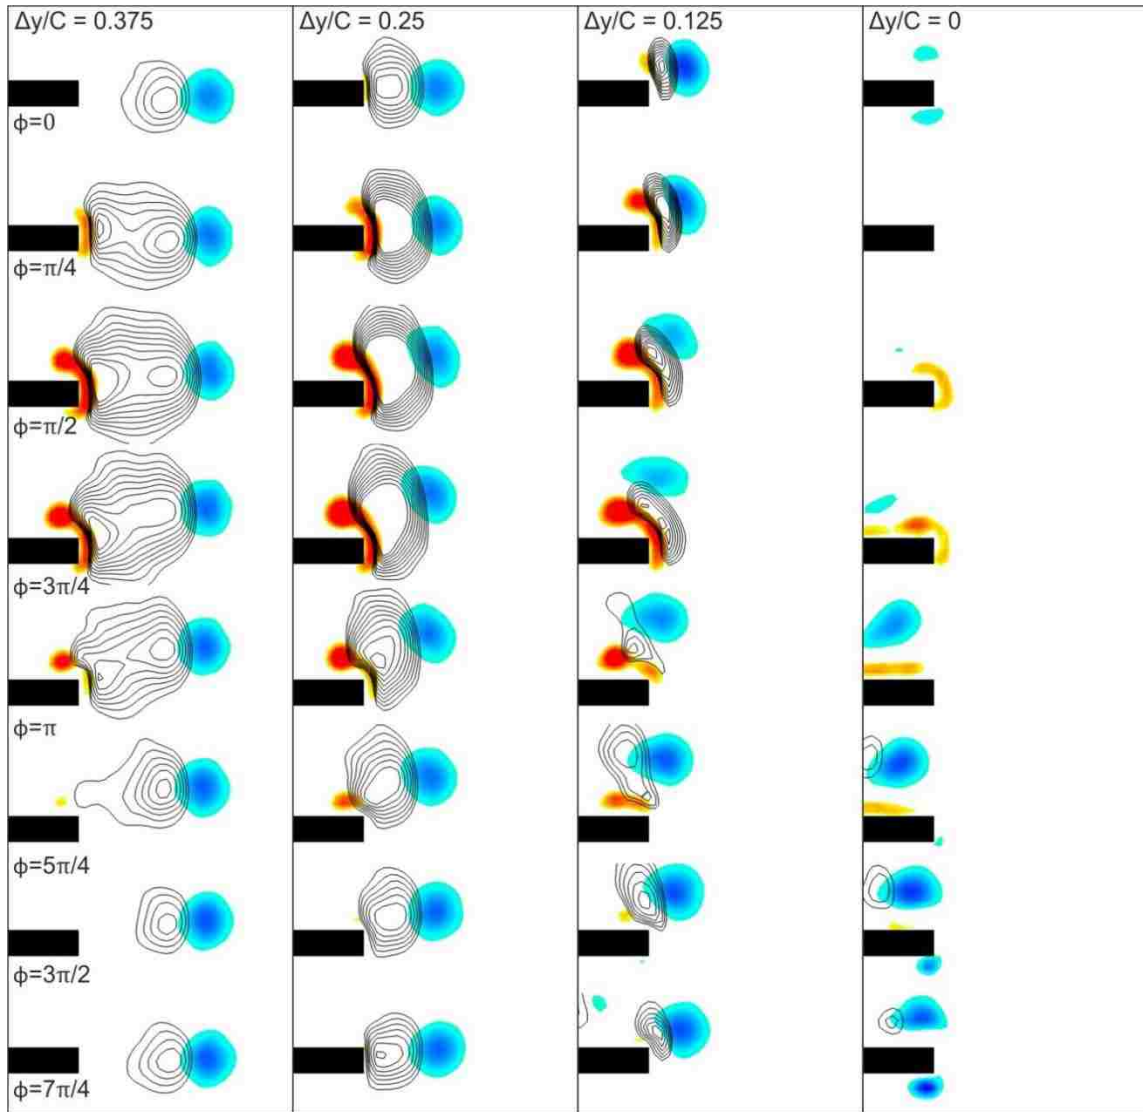 Δy/C = 0.375
Δy/C = 0.25
Δy/C = 0.125
Δy/C = 0
ϕ=0
ϕ=π/4
ϕ=π/2
ϕ=3π/4
ϕ=π
ϕ=5π/4
ϕ=3π/2
ϕ=7π/4